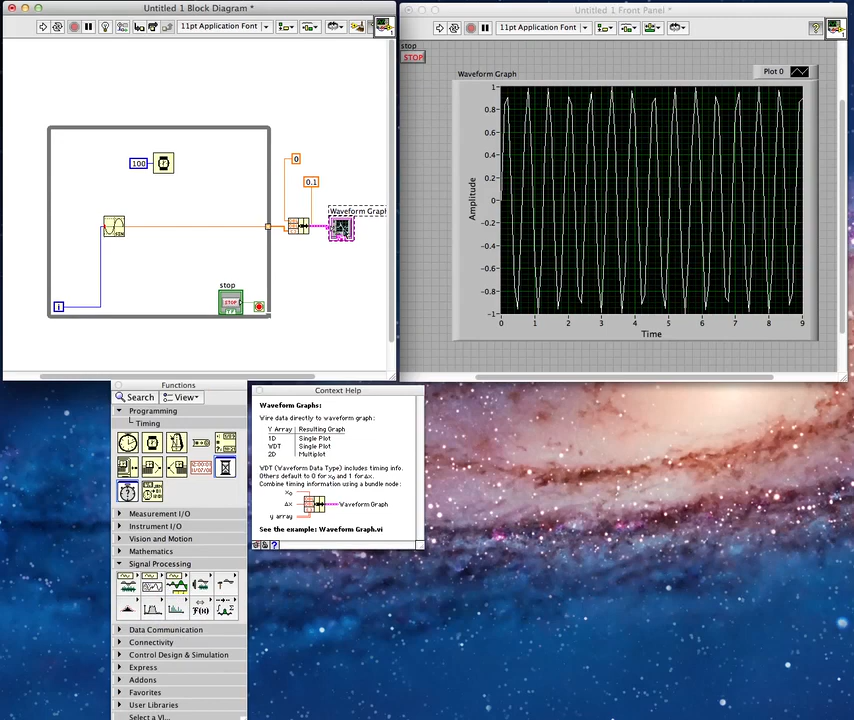 Untitled 1 Block Diagram *
Untitled 1 Front Panel *
11pt Application Font
11pt Application Font
stop
STOP
Waveform Graph
Plot 0
Amplitude
1
0.8
0.6
0.4
0.2
0
-0.2
-0.4
-0.6
-0.8
-1
0 1 2 3 4 5 6 7 8 9
Time
100
0
0.1
Waveform Graph
SIN
i
stop
STOP
TF
Functions
Search View
Programming
Timing
Measurement I/O
Instrument I/O
Vision and Motion
Mathematics
Signal Processing
Data Communication
Connectivity
Control Design & Simulation
Express
Addons
Favorites
User Libraries
Select a VI...
Context Help
Waveform Graphs:
Wire data directly to waveform graph:
Y Array Resulting Graph
1D Single Plot
WDT Single Plot
2D Multiplot
WDT (Waveform Data Type) includes timing info.
Others default to 0 for x0 and 1 for Δx.
Combine timing information using a bundle node:
x0
Δx
y array
Waveform Graph
See the example: Waveform Graph.vi
?